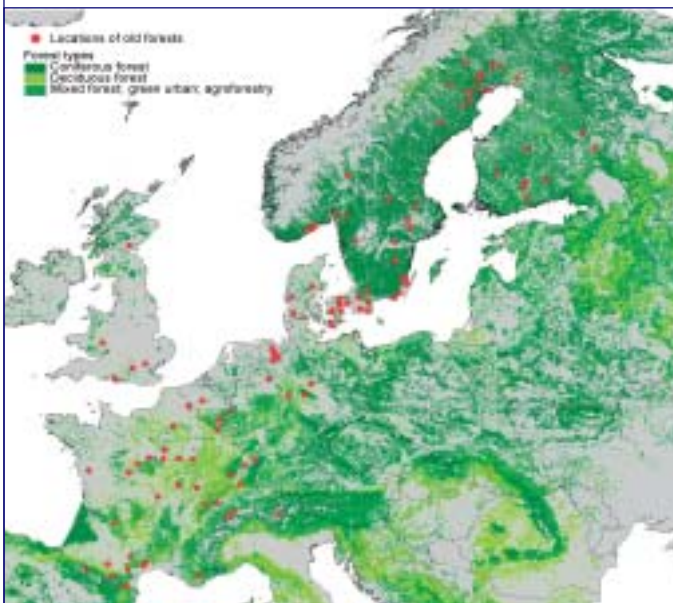 Locations of old forests
Forest types
Coniferous forest
Deciduous forest
Mixed forest; green urban; agroforestry